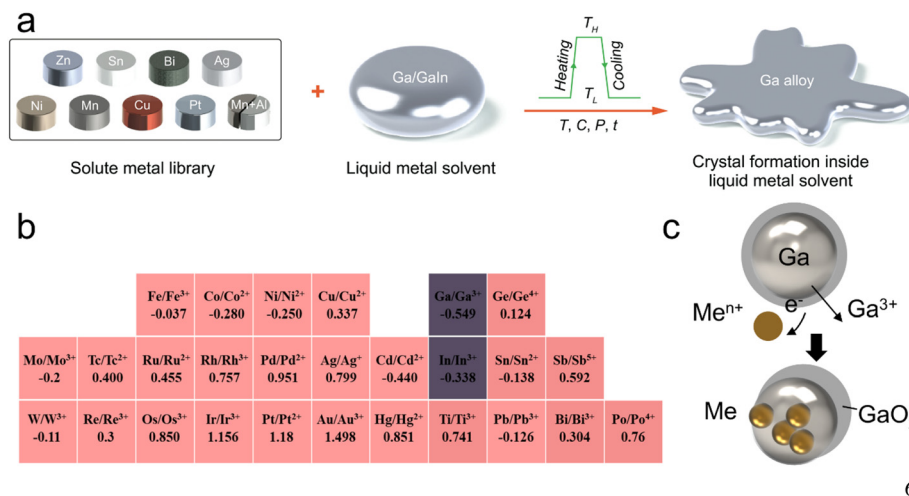 a
Zn Sn Bi Ag
Ni Mn Cu Pt Mn+Al
Solute metal library
+
Ga/GaIn
Liquid metal solvent
T_H
Heating
Cooling
T_L
T, C, P, t
Ga alloy
Crystal formation inside
liquid metal solvent
b
Fe/Fe³⁺ Co/Co²⁺ Ni/Ni²⁺ Cu/Cu²⁺ Ga/Ga³⁺ Ge/Ge⁴⁺
-0.037 -0.280 -0.250 0.337 -0.549 0.124
Mo/Mo³⁺ Tc/Tc²⁺ Ru/Ru²⁺ Rh/Rh³⁺ Pd/Pd²⁺ Ag/Ag⁺ Cd/Cd²⁺ In/In³⁺ Sn/Sn²⁺ Sb/Sb⁵⁺
-0.2 0.400 0.455 0.757 0.951 0.799 -0.440 -0.338 -0.138 0.592
W/W³⁺ Re/Re³⁺ Os/Os³⁺ Ir/Ir³⁺ Pt/Pt²⁺ Au/Au³⁺ Hg/Hg²⁺ Ti/Ti³⁺ Pb/Pb³⁺ Bi/Bi³⁺ Po/Po⁴⁺
-0.11 0.3 0.850 1.156 1.18 1.498 0.851 0.741 -0.126 0.304 0.76
c
Ga
Meⁿ⁺
e⁻
Ga³⁺
Me
GaO